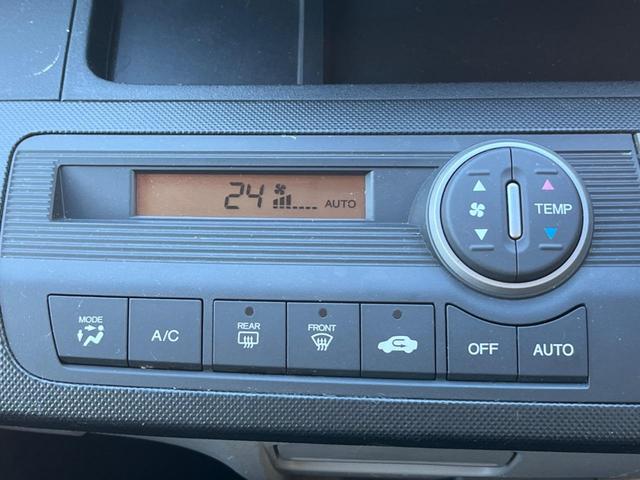 24 AUTO
TEMP
MODE
A/C
REAR
FRONT
OFF
AUTO